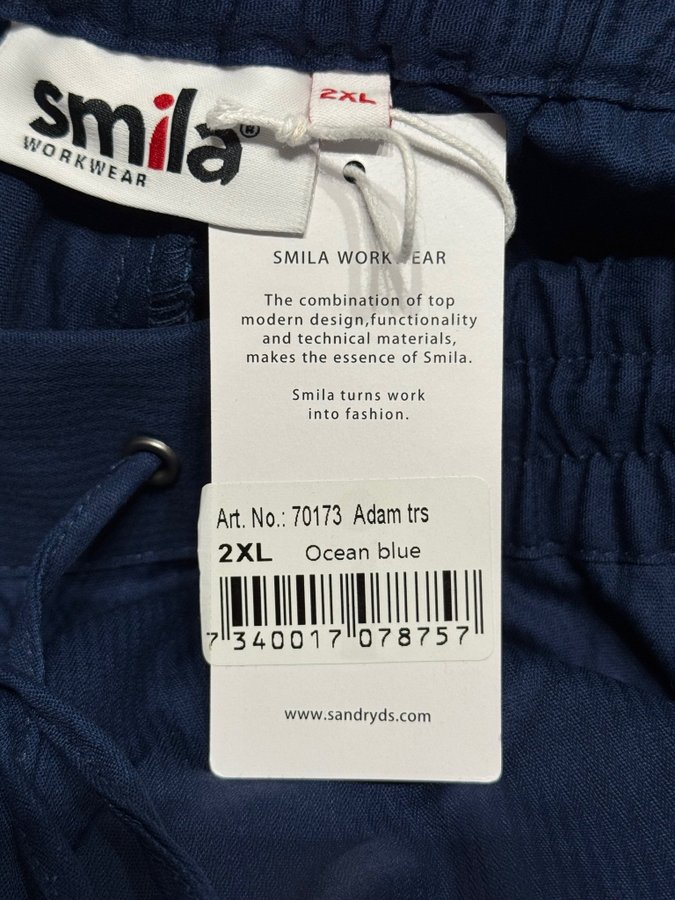 smila®
WORKWEAR
2XL
SMILA WORKWEAR
The combination of top
modern design,functionality
and technical materials,
makes the essence of Smila.
Smila turns work
into fashion.
Art. No.: 70173 Adam trs
2XL Ocean blue
7 340017 078757
www.sandryds.com